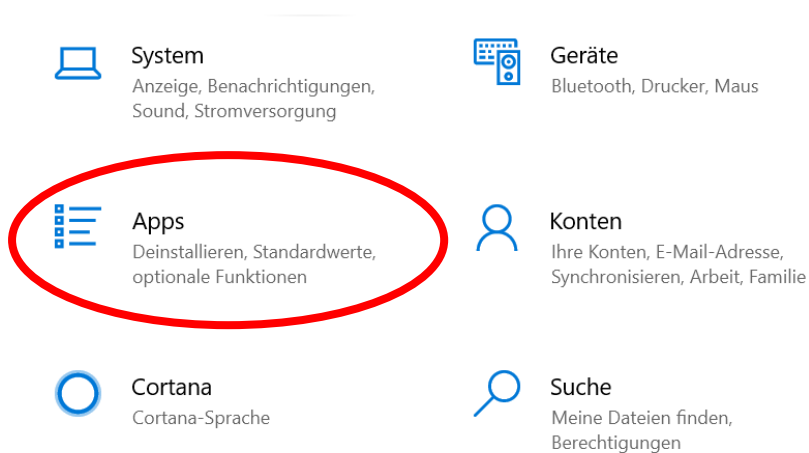 System
Anzeige, Benachrichtigungen,
Sound, Stromversorgung
Geräte
Bluetooth, Drucker, Maus
Apps
Deinstallieren, Standardwerte,
optionale Funktionen
Konten
Ihre Konten, E-Mail-Adresse,
Synchronisieren, Arbeit, Familie
Cortana
Cortana-Sprache
Suche
Meine Dateien finden,
Berechtigungen